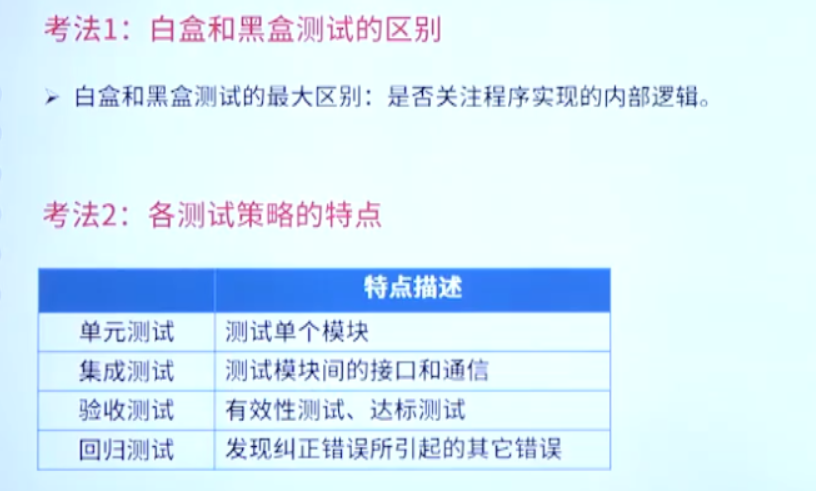 考法1：白盒和黑盒测试的区别
➢ 白盒和黑盒测试的最大区别：是否关注程序实现的内部逻辑。
考法2：各测试策略的特点
特点描述
单元测试 测试单个模块
集成测试 测试模块间的接口和通信
验收测试 有效性测试、达标测试
回归测试 发现纠正错误所引起的其它错误